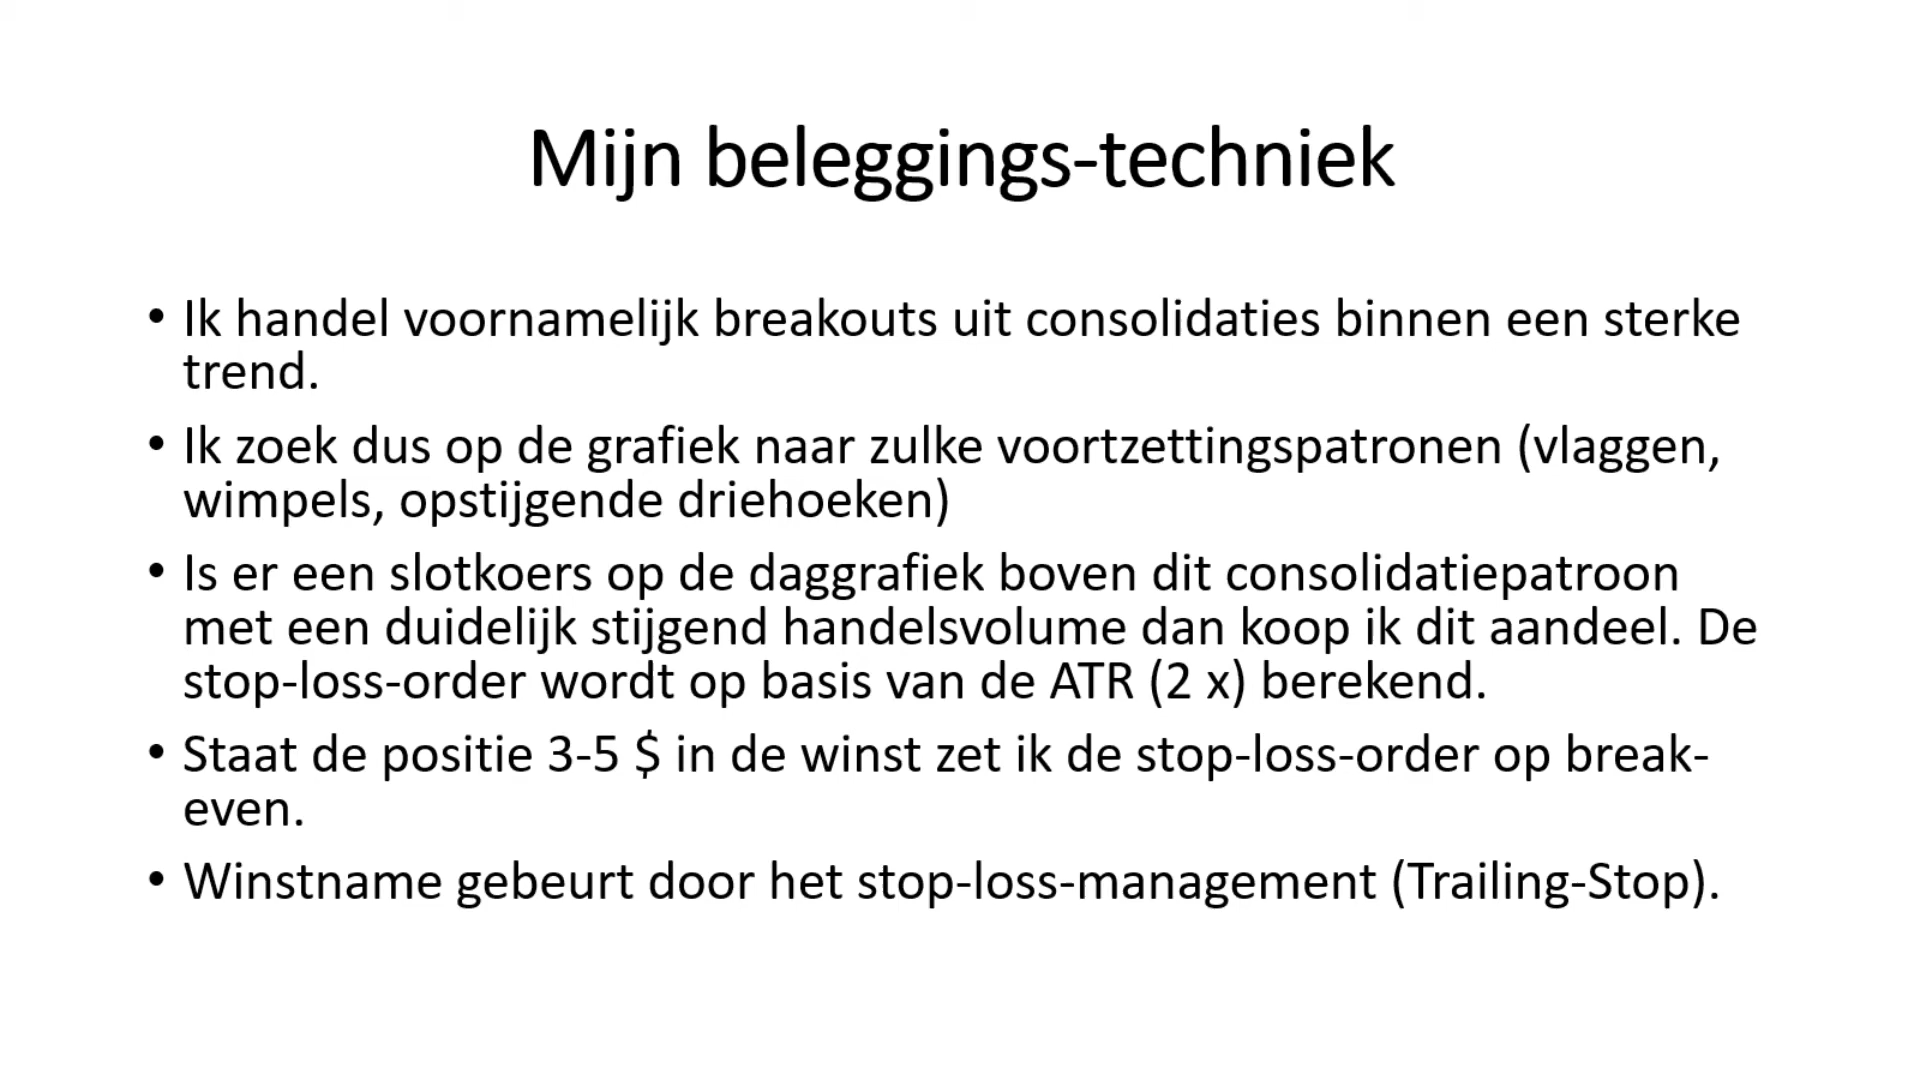 Mijn beleggings-techniek
• Ik handel voornamelijk breakouts uit consolidaties binnen een sterke
trend.
• Ik zoek dus op de grafiek naar zulke voortzettingspatronen (vlaggen,
wimpels, opstijgende driehoeken)
• Is er een slotkoers op de daggrafiek boven dit consolidatiepatroon
met een duidelijk stijgend handelsvolume dan koop ik dit aandeel. De
stop-loss-order wordt op basis van de ATR (2 x) berekend.
• Staat de positie 3-5 $ in de winst zet ik de stop-loss-order op break-
even.
• Winstname gebeurt door het stop-loss-management (Trailing-Stop).